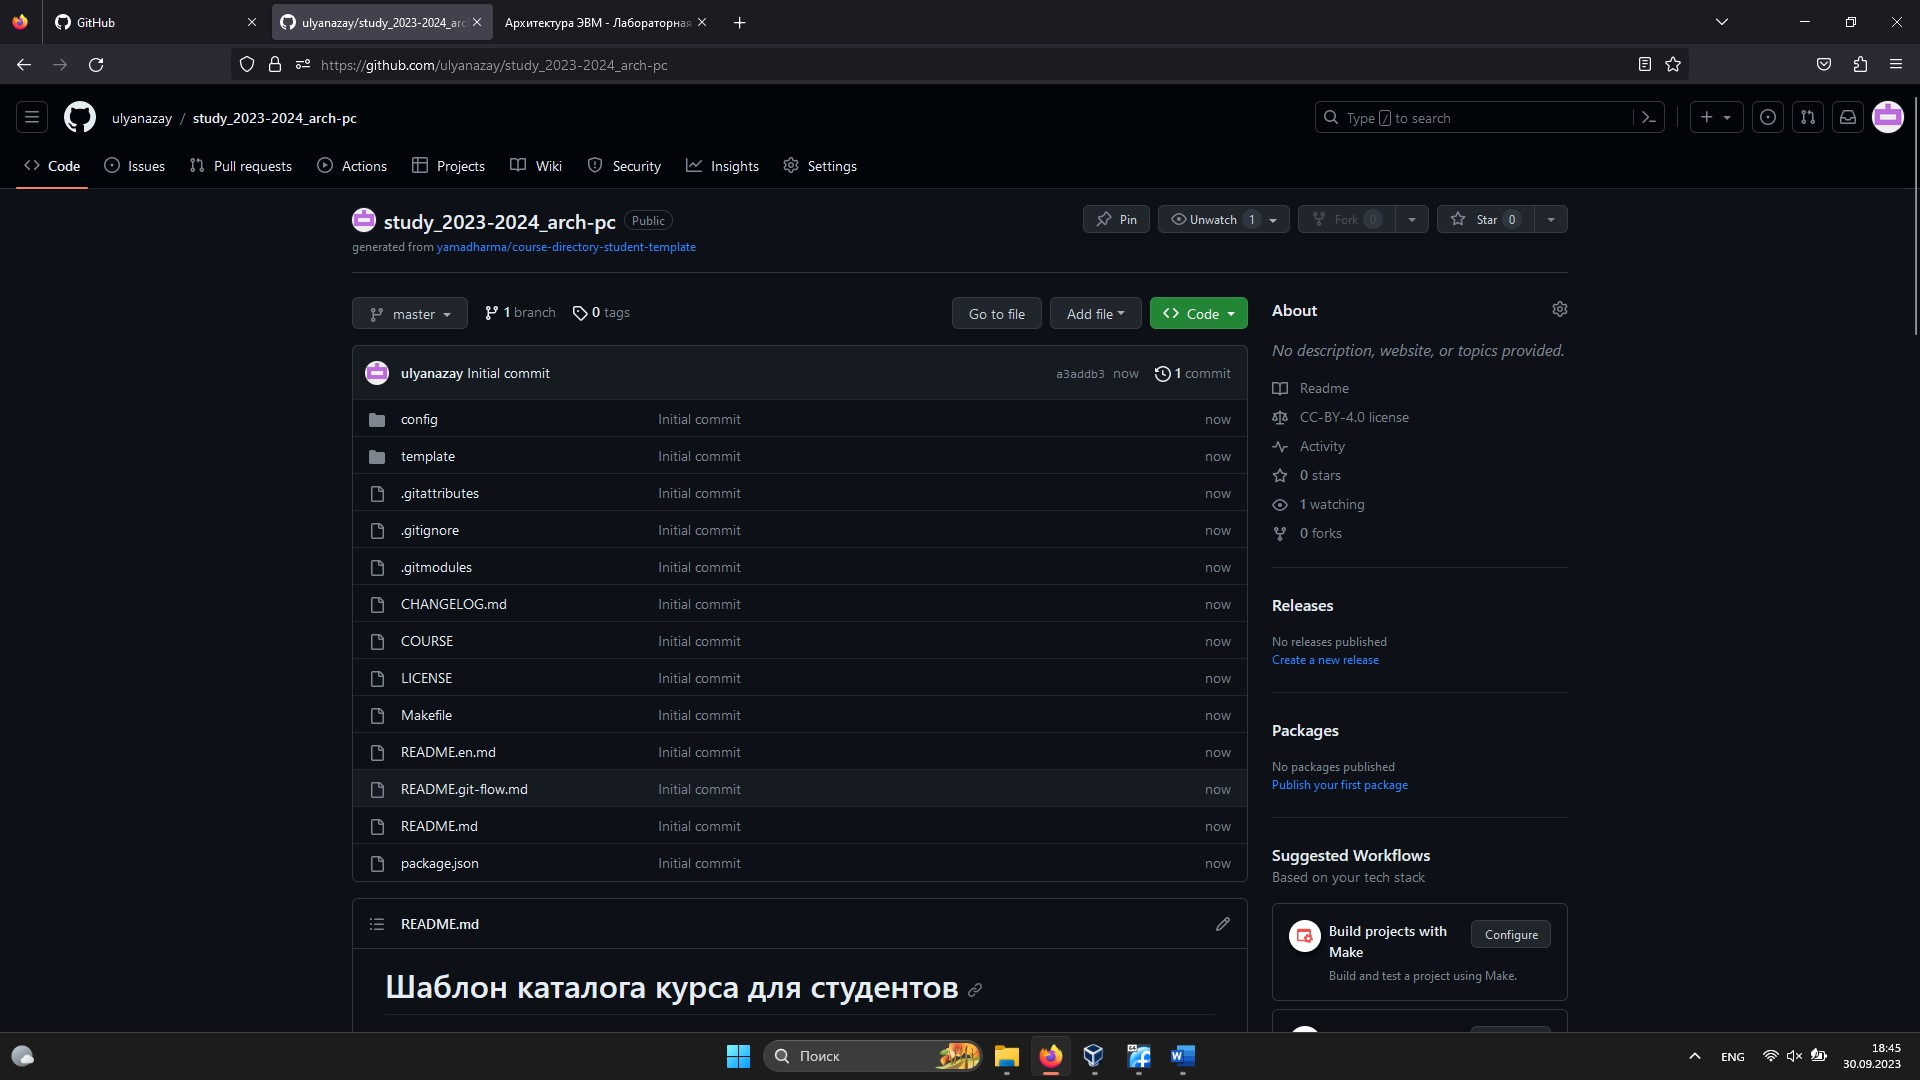 GitHub
ulyanazay/study_2023-2024_arc
Архитектура ЭВМ - Лабораторная
https://github.com/ulyanazay/study_2023-2024_arch-pc
ulyanazay / study_2023-2024_arch-pc
Type / to search
Code
Issues
Pull requests
Actions
Projects
Wiki
Security
Insights
Settings
study_2023-2024_arch-pc Public
Pin
Unwatch 1
Fork 0
Star 0
generated from yamadharma/course-directory-student-template
master
1 branch
0 tags
Go to file
Add file
Code
ulyanazay Initial commit
a3addb3 now
1 commit
config Initial commit now
template Initial commit now
.gitattributes Initial commit now
.gitignore Initial commit now
.gitmodules Initial commit now
CHANGELOG.md Initial commit now
COURSE Initial commit now
LICENSE Initial commit now
Makefile Initial commit now
README.en.md Initial commit now
README.git-flow.md Initial commit now
README.md Initial commit now
package.json Initial commit now
README.md
Шаблон каталога курса для студентов
About
No description, website, or topics provided.
Readme
CC-BY-4.0 license
Activity
0 stars
1 watching
0 forks
Releases
No releases published
Create a new release
Packages
No packages published
Publish your first package
Suggested Workflows
Based on your tech stack
Build projects with
Make
Configure
Build and test a project using Make.
Поиск
64
ENG
18:45
30.09.2023